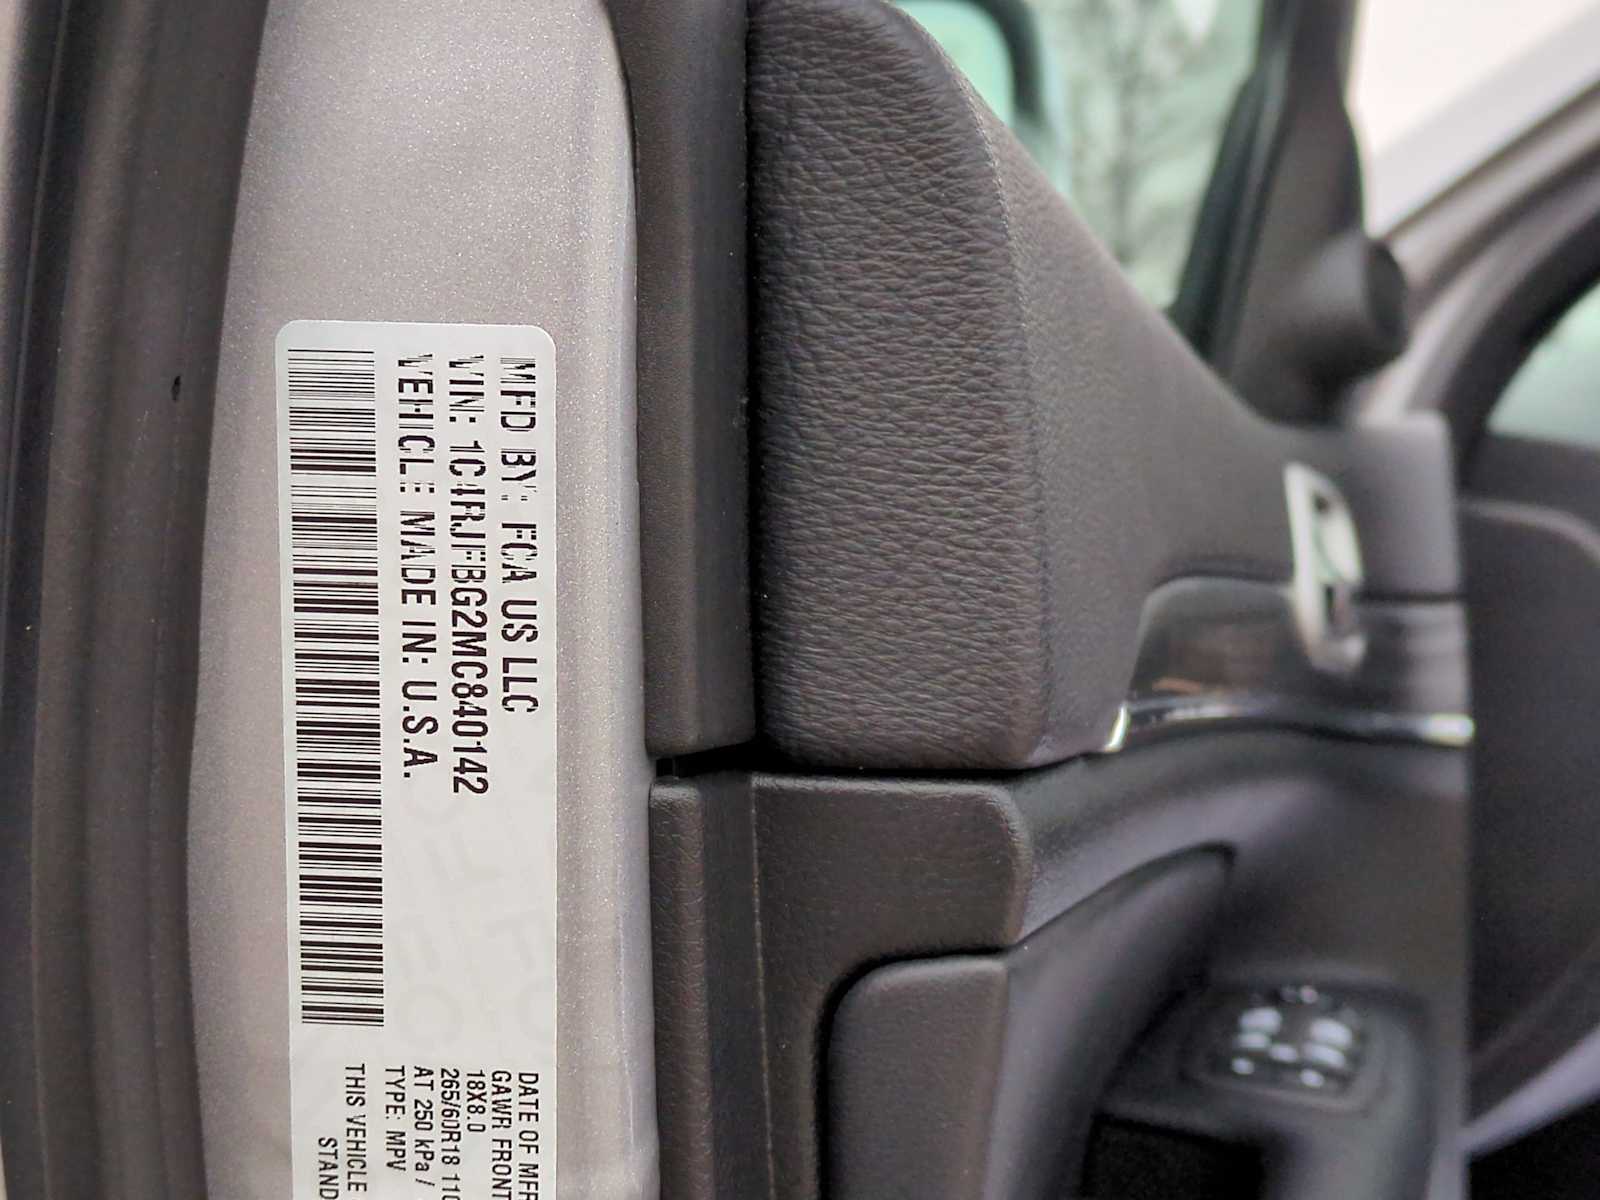 MFD BY: FCA US LLC
VIN: 1C4RJFBG2MC840142
VEHICLE MADE IN: U.S.A.
DATE OF MFR
GAWR FRONT
18X8.0
265/60R18 110
AT 250 kPa /
TYPE: MPV
THIS VEHICLE
STAND